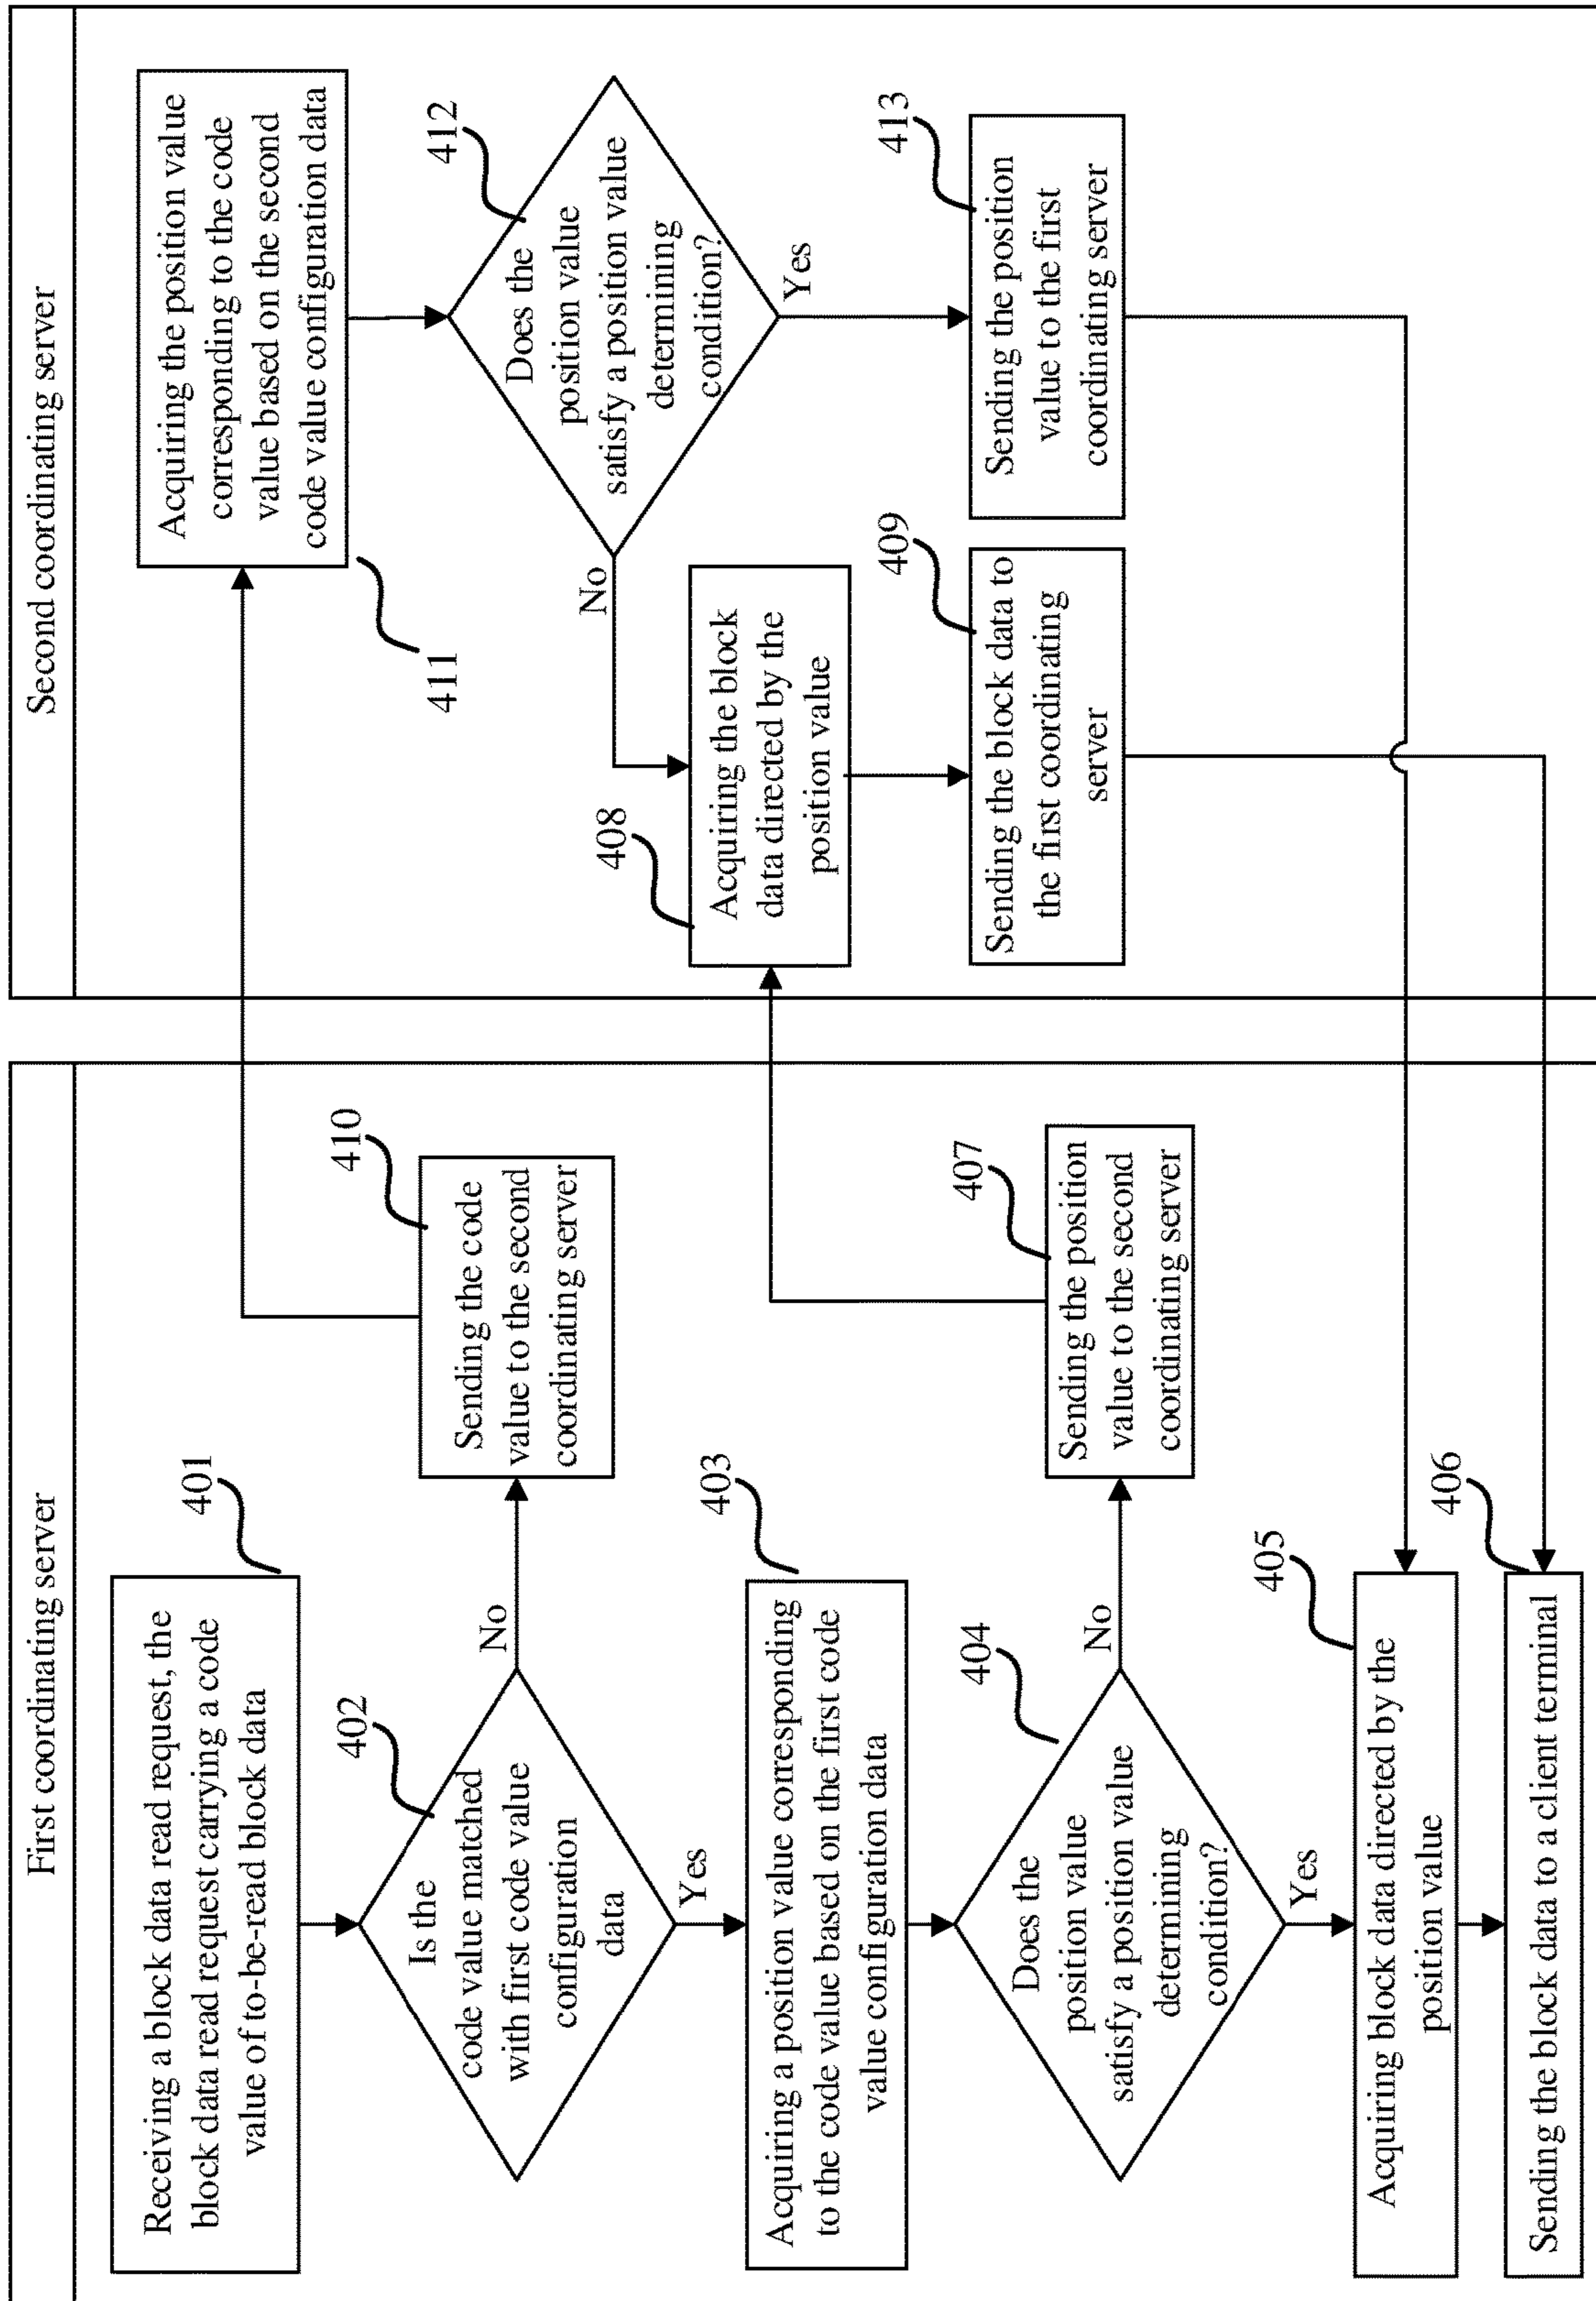 First coordinating server
Receiving a block data read request, the
block data read request carrying a code
value of to-be-read block data
401
Is the
code value matched
with first code value
configuration
data
402
No
Yes
Sending the code
value to the second
coordinating server
410
Acquiring a position value corresponding
to the code value based on the first code
value configuration data
403
Does the
position value
satisfy a position value
determining
condition?
404
No
Yes
Sending the position
value to the second
coordinating server
407
Acquiring block data directed by the
position value
405
Sending the block data to a client terminal
406
Second coordinating server
Acquiring the position value
corresponding to the code
value based on the second
code value configuration data
411
Does the
position value
satisfy a position value
determining
condition?
412
No
Yes
Acquiring the block
data directed by the
position value
408
Sending the block data to
the first coordinating
server
409
Sending the position
value to the first
coordinating server
413